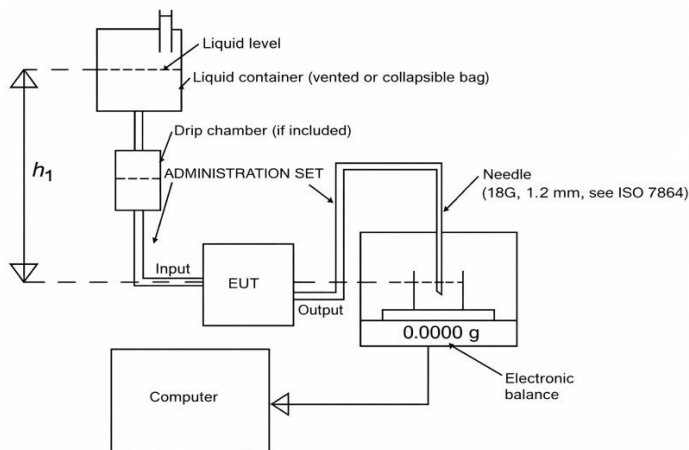 Liquid level
Liquid container (vented or collapsible bag)
Drip chamber (if included)
ADMINISTRATION SET
h₁
Needle
(18G, 1.2 mm, see ISO 7864)
Input
EUT
Output
0.0000 g
Electronic
balance
Computer